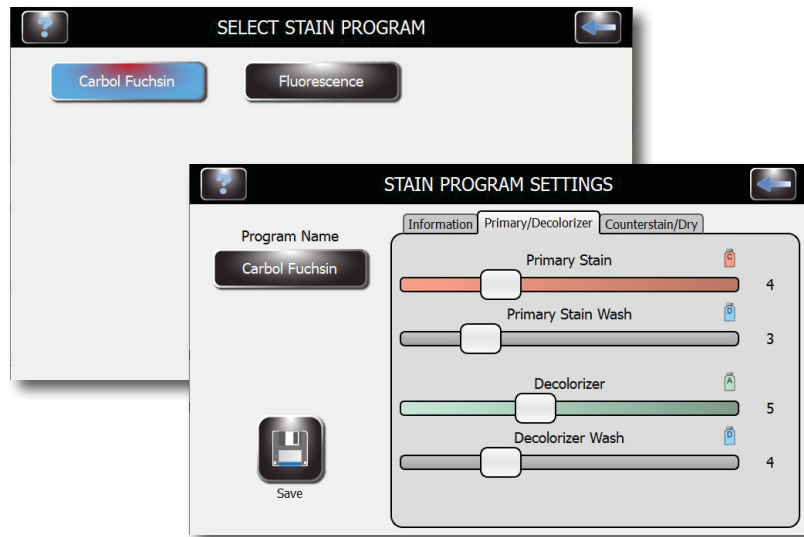 ?
SELECT STAIN PROGRAM
Carbol Fuchsin
Fluorescence
?
STAIN PROGRAM SETTINGS
Program Name
Carbol Fuchsin
Save
Information
Primary/Decolorizer
Counterstain/Dry
Primary Stain
C
4
Primary Stain Wash
D
3
Decolorizer
A
5
Decolorizer Wash
D
4